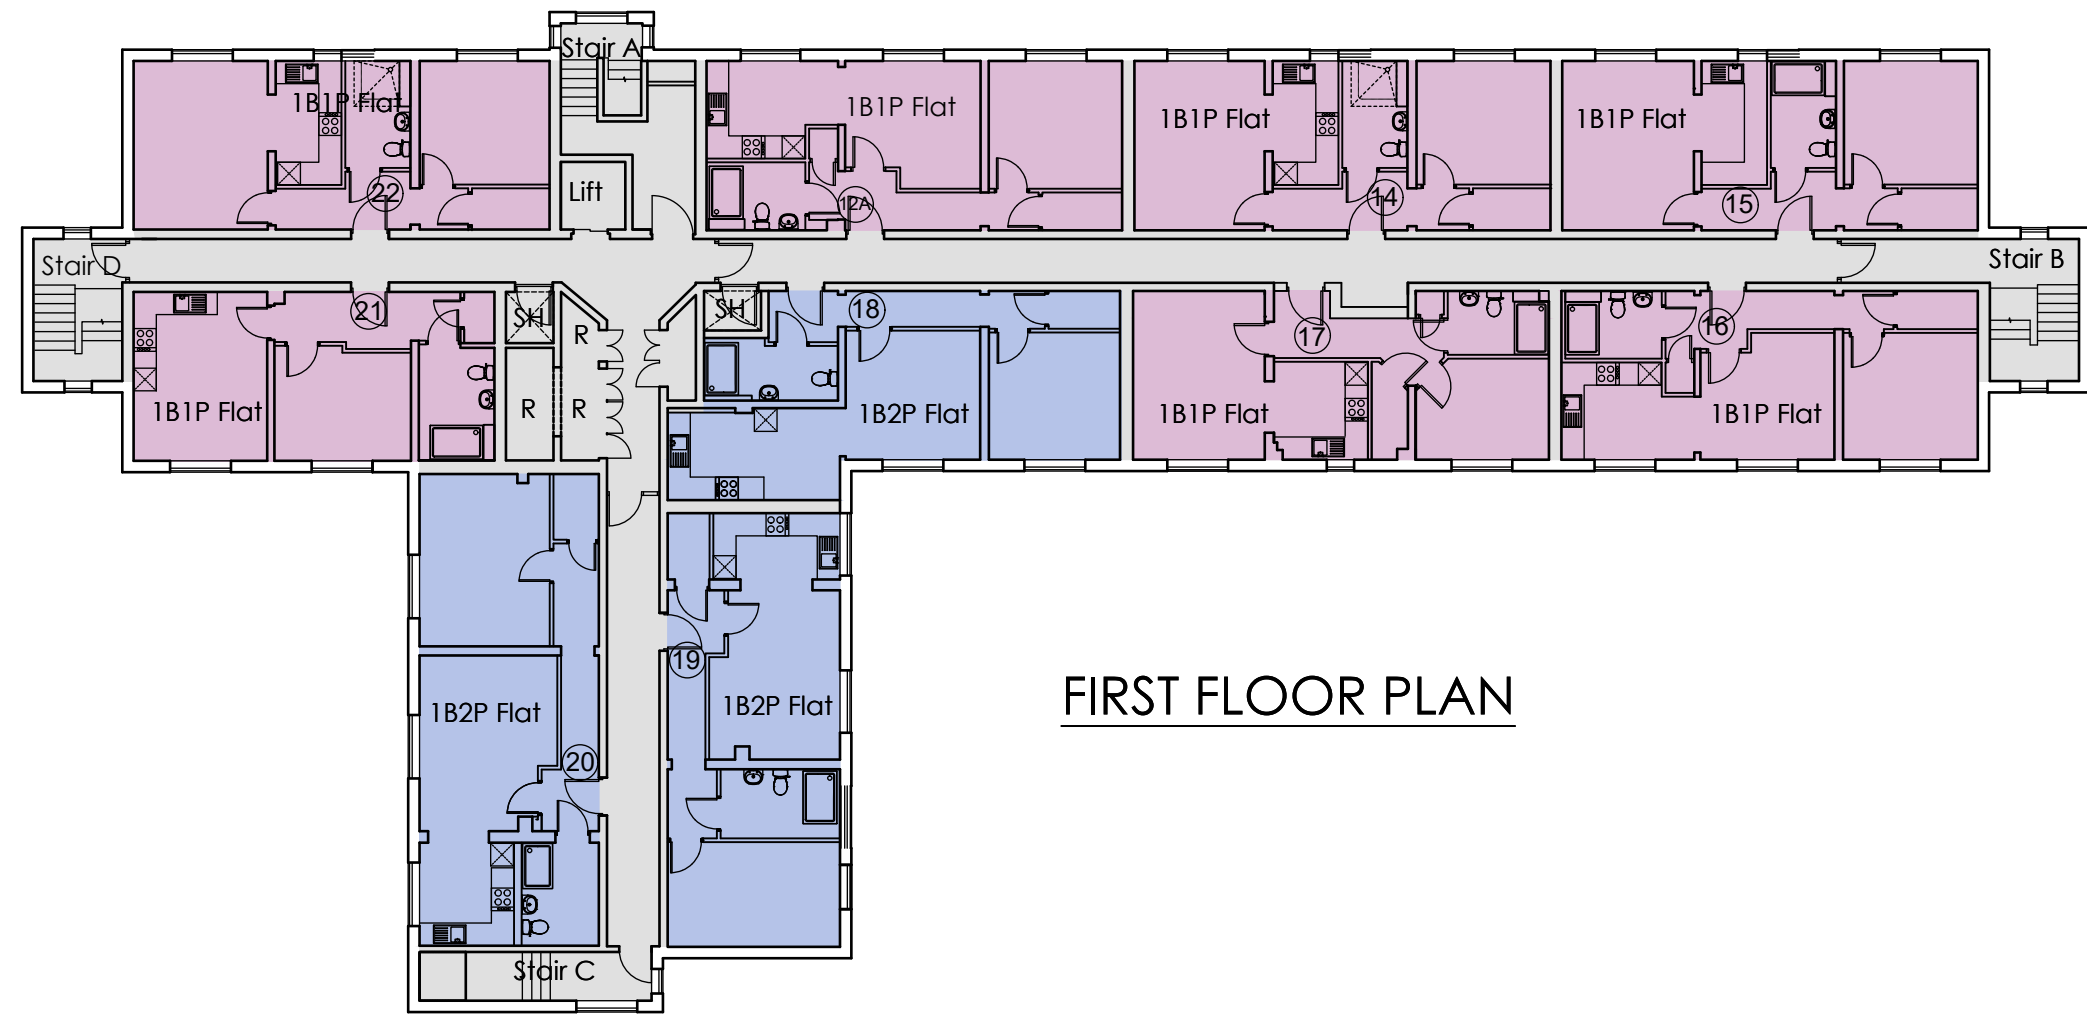 Stair A
1B1P Flat
1B1P Flat
1B1P Flat
1B1P Flat
22
Lift
12A
14
15
Stair D
Stair B
21
SH
SH
18
R
17
16
1B1P Flat
R
R
1B2P Flat
1B1P Flat
1B1P Flat
19
1B2P Flat
1B2P Flat
FIRST FLOOR PLAN
20
Stair C